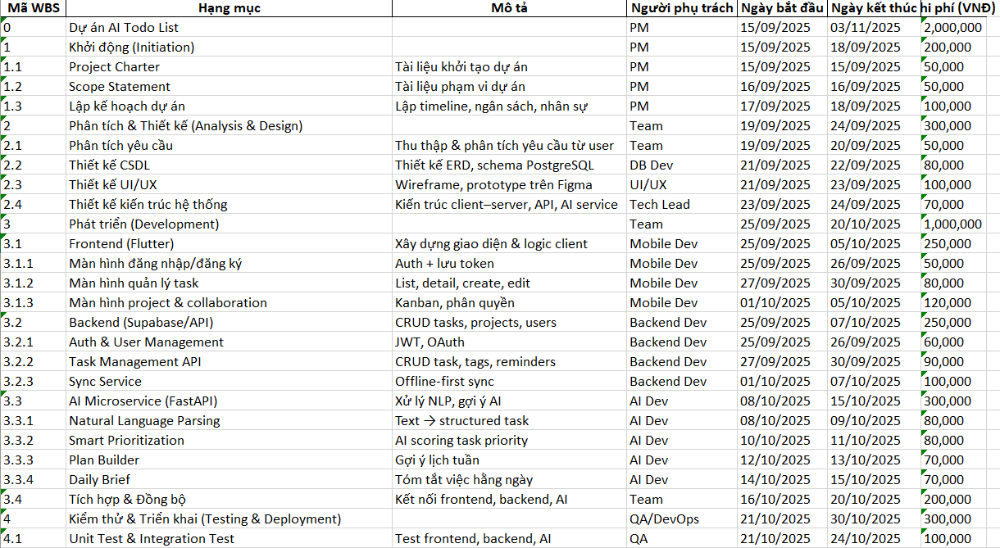 Mã WBS Hạng mục Mô tả Người phụ trách Ngày bắt đầu Ngày kết thúc hi phí (VNĐ)
0 Dự án AI Todo List PM 15/09/2025 03/11/2025 2,000,000
1 Khởi động (Initiation) PM 15/09/2025 18/09/2025 200,000
1.1 Project Charter Tài liệu khởi tạo dự án PM 15/09/2025 15/09/2025 50,000
1.2 Scope Statement Tài liệu phạm vi dự án PM 16/09/2025 16/09/2025 50,000
1.3 Lập kế hoạch dự án Lập timeline, ngân sách, nhân sự PM 17/09/2025 18/09/2025 100,000
2 Phân tích & Thiết kế (Analysis & Design) Team 19/09/2025 24/09/2025 300,000
2.1 Phân tích yêu cầu Thu thập & phân tích yêu cầu từ user Team 19/09/2025 20/09/2025 50,000
2.2 Thiết kế CSDL Thiết kế ERD, schema PostgreSQL DB Dev 21/09/2025 22/09/2025 80,000
2.3 Thiết kế UI/UX Wireframe, prototype trên Figma UI/UX 21/09/2025 23/09/2025 100,000
2.4 Thiết kế kiến trúc hệ thống Kiến trúc client–server, API, AI service Tech Lead 23/09/2025 24/09/2025 70,000
3 Phát triển (Development) Team 25/09/2025 20/10/2025 1,000,000
3.1 Frontend (Flutter) Xây dựng giao diện & logic client Mobile Dev 25/09/2025 05/10/2025 250,000
3.1.1 Màn hình đăng nhập/đăng ký Auth + lưu token Mobile Dev 25/09/2025 26/09/2025 50,000
3.1.2 Màn hình quản lý task List, detail, create, edit Mobile Dev 27/09/2025 30/09/2025 80,000
3.1.3 Màn hình project & collaboration Kanban, phân quyền Mobile Dev 01/10/2025 05/10/2025 120,000
3.2 Backend (Supabase/API) CRUD tasks, projects, users Backend Dev 25/09/2025 07/10/2025 250,000
3.2.1 Auth & User Management JWT, OAuth Backend Dev 25/09/2025 26/09/2025 60,000
3.2.2 Task Management API CRUD task, tags, reminders Backend Dev 27/09/2025 30/09/2025 90,000
3.2.3 Sync Service Offline-first sync Backend Dev 01/10/2025 07/10/2025 100,000
3.3 AI Microservice (FastAPI) Xử lý NLP, gợi ý AI AI Dev 08/10/2025 15/10/2025 300,000
3.3.1 Natural Language Parsing Text → structured task AI Dev 08/10/2025 09/10/2025 80,000
3.3.2 Smart Prioritization AI scoring task priority AI Dev 10/10/2025 11/10/2025 80,000
3.3.3 Plan Builder Gợi ý lịch tuần AI Dev 12/10/2025 13/10/2025 70,000
3.3.4 Daily Brief Tóm tắt việc hằng ngày AI Dev 14/10/2025 15/10/2025 70,000
3.4 Tích hợp & Đồng bộ Kết nối frontend, backend, AI Team 16/10/2025 20/10/2025 200,000
4 Kiểm thử & Triển khai (Testing & Deployment) QA/DevOps 21/10/2025 30/10/2025 300,000
4.1 Unit Test & Integration Test Test frontend, backend, AI QA 21/10/2025 24/10/2025 100,000